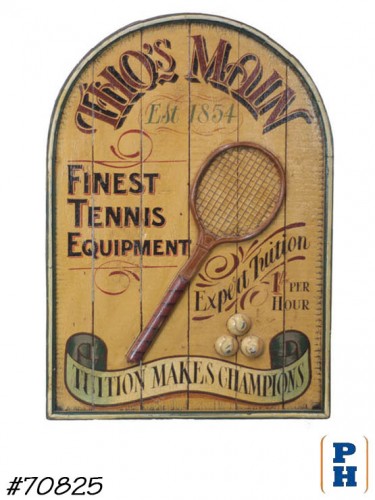 THO'S MAIN
Est 1854
FINEST
TENNIS
EQUIPMENT
Expert Tuition
1/- PER
HOUR
TUITION MAKES CHAMPIONS
#70825
PH